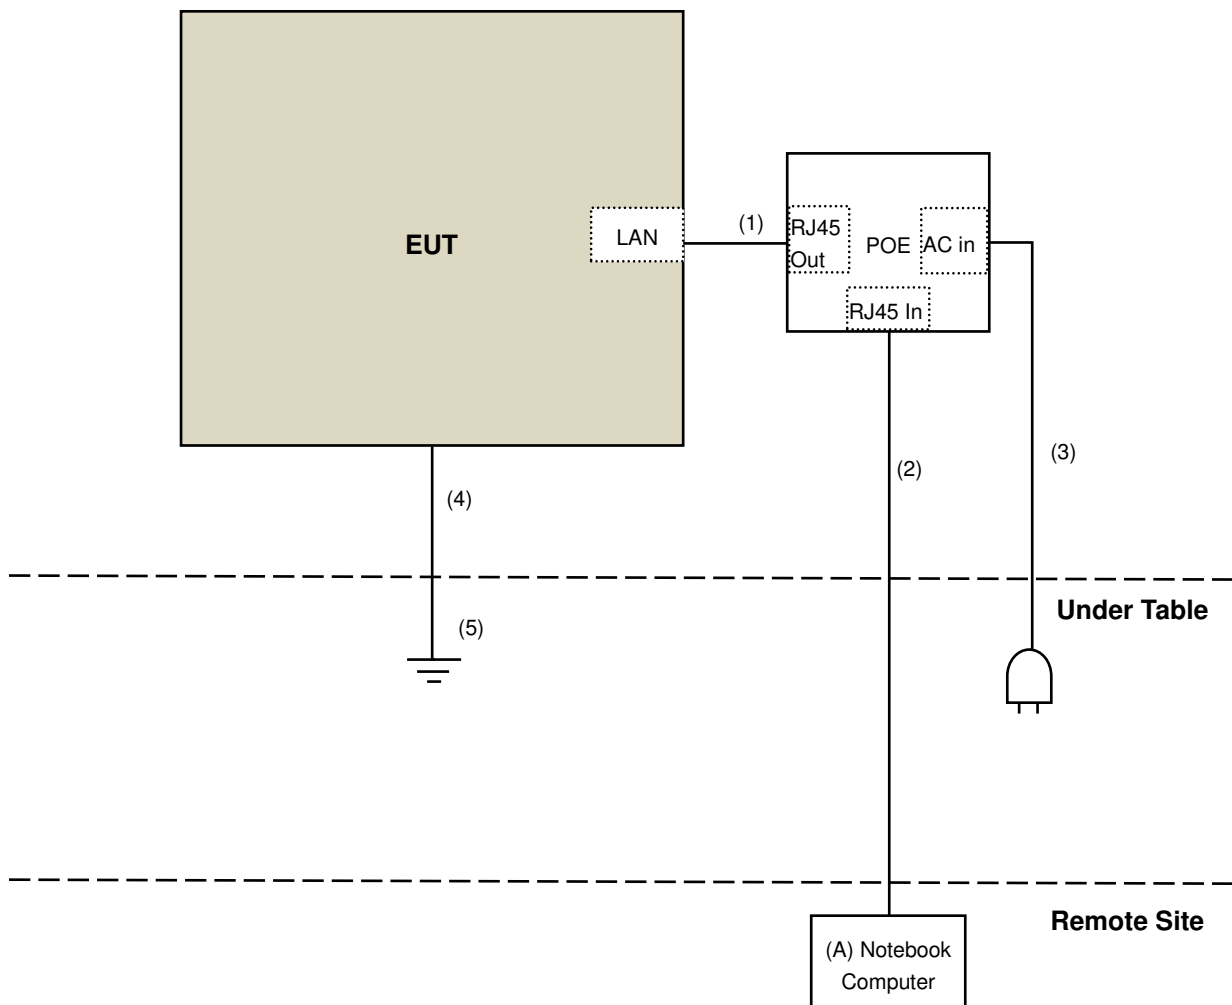 EUT
LAN
(1)
RJ45
Out
POE
AC in
RJ45 In
(2)
(3)
(4)
Under Table
(5)
Remote Site
(A) Notebook
Computer